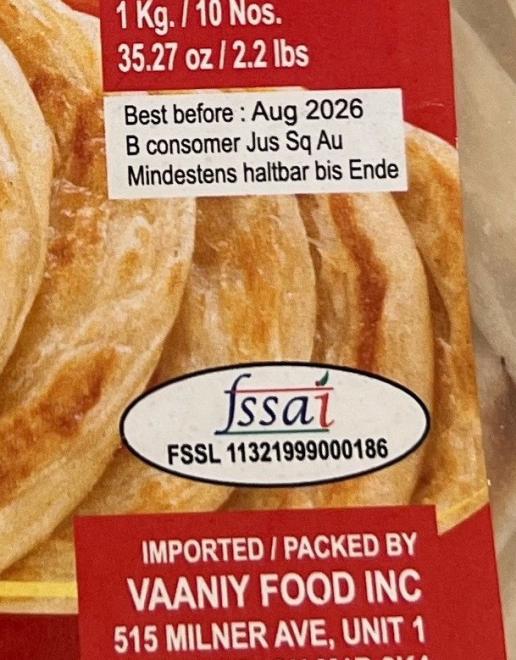 1 Kg. / 10 Nos.
35.27 oz / 2.2 lbs
Best before : Aug 2026
B consomer Jus Sq Au
Mindestens haltbar bis Ende
fssai
FSSL 11321999000186
IMPORTED / PACKED BY
VAANIY FOOD INC
515 MILNER AVE, UNIT 1